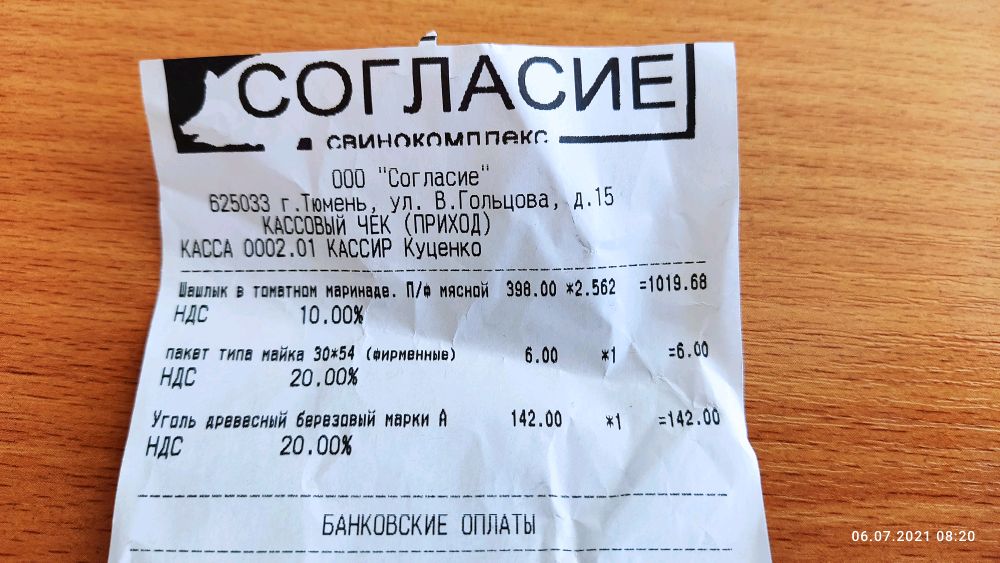 СОГЛАСИЕ
свинокомплекс
ООО "Согласие"
625033 г.Тюмень, ул. В.Гольцова, д.15
КАССОВЫЙ ЧЕК (ПРИХОД)
КАССА 0002.01 КАССИР Куценко
Шашлык в томатном маринаде. П/ф мясной 398.00 *2.562 =1019.68
НДС 10.00%
пакет типа майка 30*54 (фирменные) 6.00 *1 =6.00
НДС 20.00%
Уголь древесный березовый марки А 142.00 *1 =142.00
НДС 20.00%
БАНКОВСКИЕ ОПЛАТЫ
06.07.2021 08:20